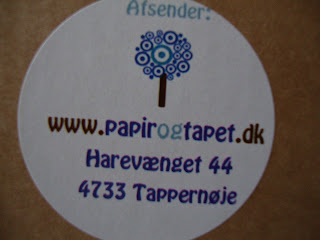 Afsender:
www.papirogtapet.dk
Harevænget 44
4733 Tappernøje